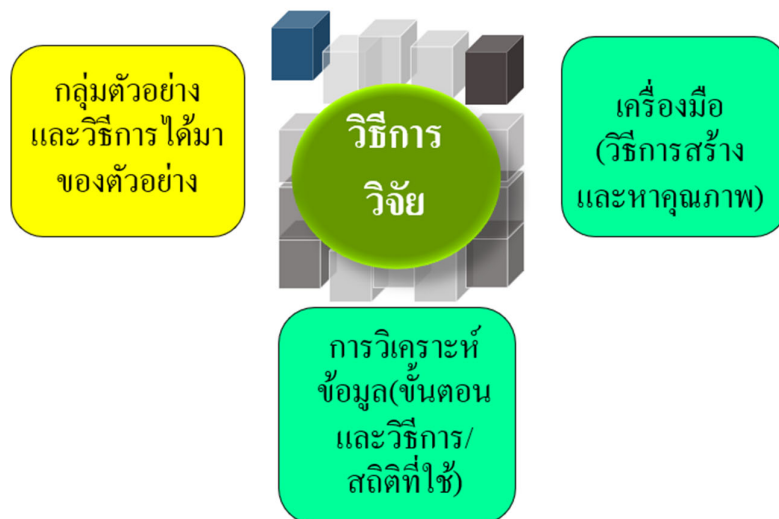 กลุ่มตัวอย่าง
และวิธีการได้มา
ของตัวอย่าง
วิธีการ
วิจัย
เครื่องมือ
(วิธีการสร้าง
และหาคุณภาพ)
การวิเคราะห์
ข้อมูล(ขั้นตอน
และวิธีการ/
สถิติที่ใช้)